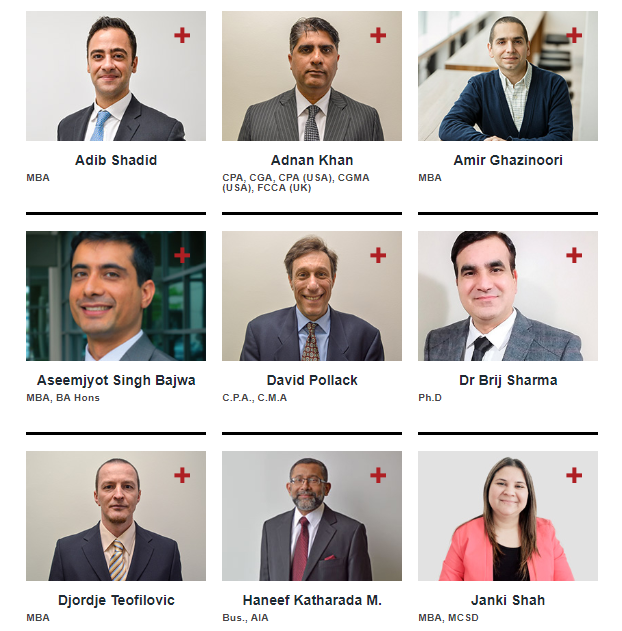 Adib Shadid
MBA
Adnan Khan
CPA, CGA, CPA (USA), CGMA
(USA), FCCA (UK)
Amir Ghazinoori
MBA
Aseemjyot Singh Bajwa
MBA, BA Hons
David Pollack
C.P.A., C.M.A
Dr Brij Sharma
Ph.D
Djordje Teofilovic
MBA
Haneef Katharada M.
Bus., AIA
Janki Shah
MBA, MCSD